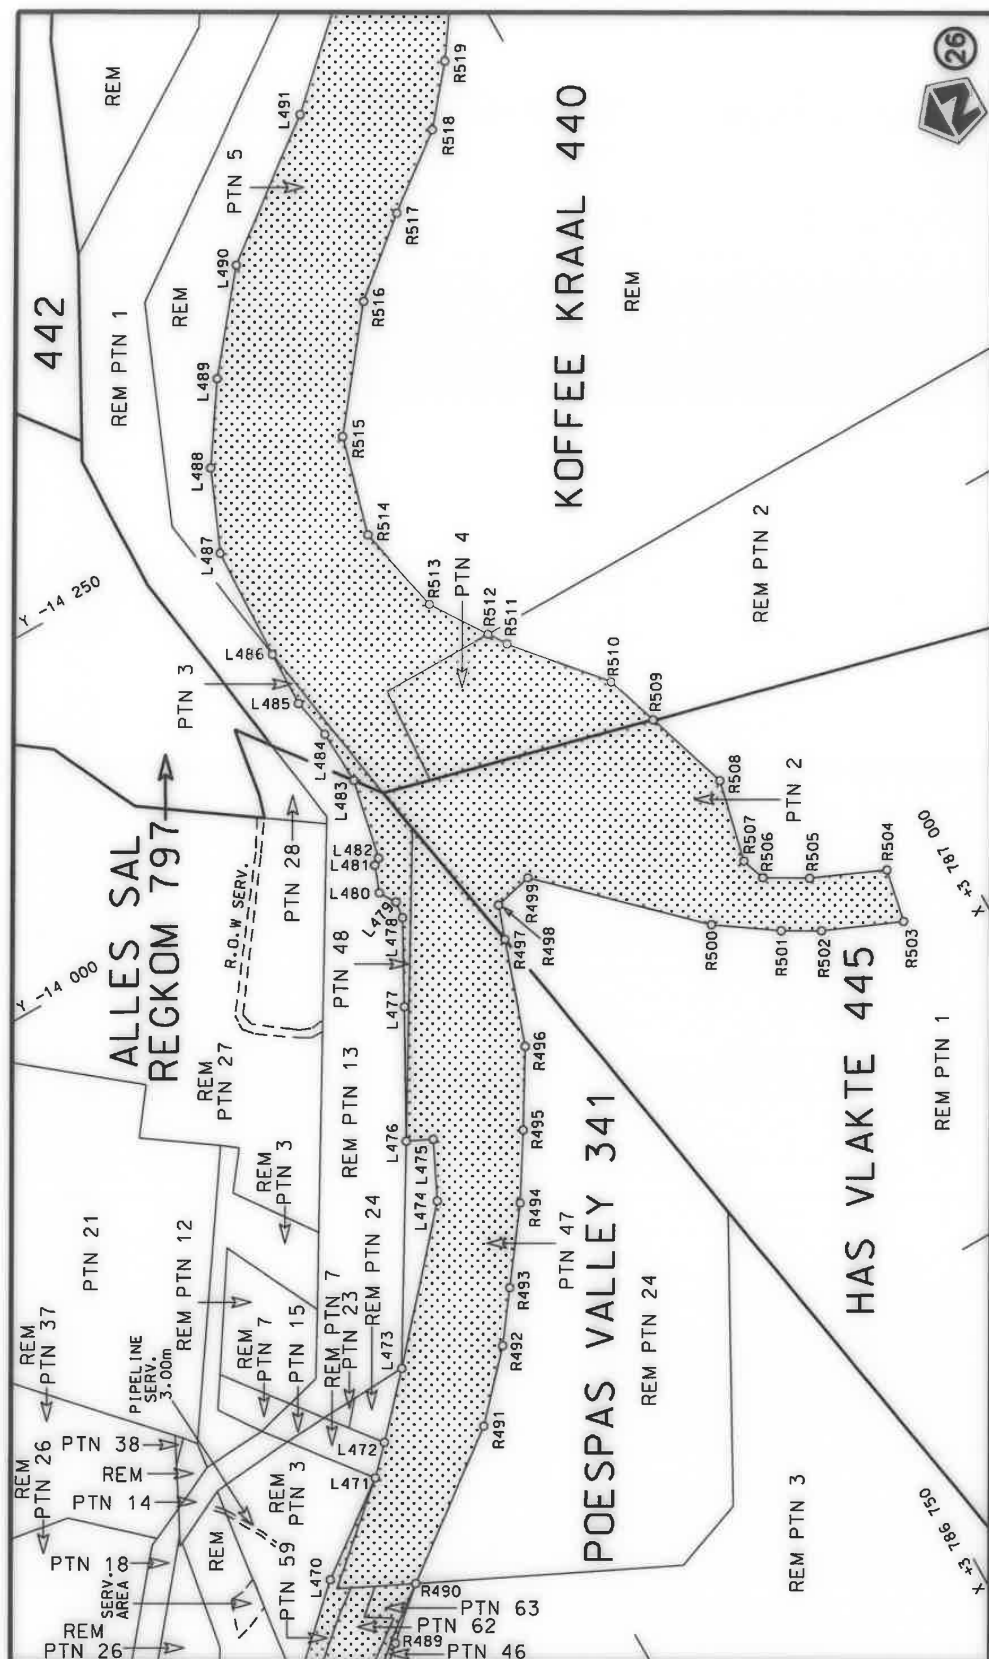 REM
442
REM PTN 1
REM
PTN 5
L491
L490
L489
L488
L487
L486
L485
L484
L483
L482
L481
L480
L479
L478
L477
L476
L475
L474
L473
L472
L471
L470
R519
R518
R517
R516
R515
R514
R513
R512
R511
R510
R509
R508
R507
R506
R505
R504
R503
R502
R501
R500
R499
R498
R497
R496
R495
R494
R493
R492
R491
R490
R489
26
KOFFEE KRAAL 440
REM
PTN 4
REM PTN 2
PTN 2
Y -14 250
PTN 3
ALLES SAL
REGKOM 797
PTN 28
R.O.W SERV.
PTN 48
Y -14 000
X +3 787 000
HAS VLAKTE 445
REM PTN 1
REM
PTN 27
REM PTN 13
REM
PTN 3
REM PTN 24
PTN 21
REM PTN 12
REM
PTN 7
PTN 15
REM PTN 7
PTN 23
PTN 47
POESPAS VALLEY 341
REM PTN 24
REM
PTN 37
PIPELINE
SERV.
3.00m
PTN 38
REM
PTN 14
REM
PTN 26
REM
PTN 3
PTN 18
REM
SERV.
AREA
PTN 59
REM
PTN 26
PTN 63
PTN 62
PTN 46
REM PTN 3
X +3 786 750